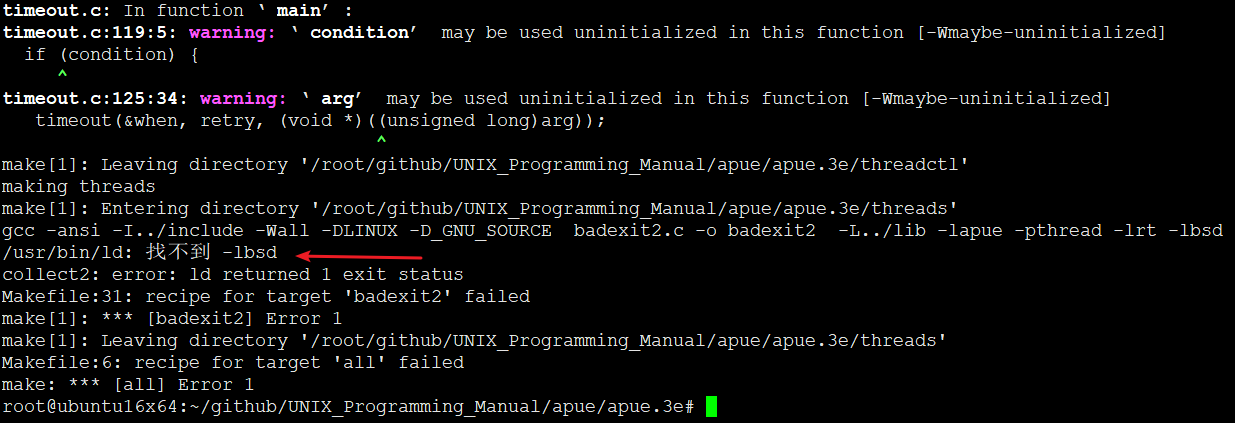 timeout.c: In function ‘ main’ :
timeout.c:119:5: warning: ‘ condition’  may be used uninitialized in this function [-Wmaybe-uninitialized]
  if (condition) {
     ^
timeout.c:125:34: warning: ‘ arg’  may be used uninitialized in this function [-Wmaybe-uninitialized]
   timeout(&when, retry, (void *)((unsigned long)arg));
                                  ^
make[1]: Leaving directory '/root/github/UNIX_Programming_Manual/apue/apue.3e/threadctl'
making threads
make[1]: Entering directory '/root/github/UNIX_Programming_Manual/apue/apue.3e/threads'
gcc -ansi -I../include -Wall -DLINUX -D_GNU_SOURCE  badexit2.c -o badexit2  -L../lib -lapue -pthread -lrt -lbsd
/usr/bin/ld: 找不到 -lbsd
collect2: error: ld returned 1 exit status
Makefile:31: recipe for target 'badexit2' failed
make[1]: *** [badexit2] Error 1
make[1]: Leaving directory '/root/github/UNIX_Programming_Manual/apue/apue.3e/threads'
Makefile:6: recipe for target 'all' failed
make: *** [all] Error 1
root@ubuntu16x64:~/github/UNIX_Programming_Manual/apue/apue.3e#